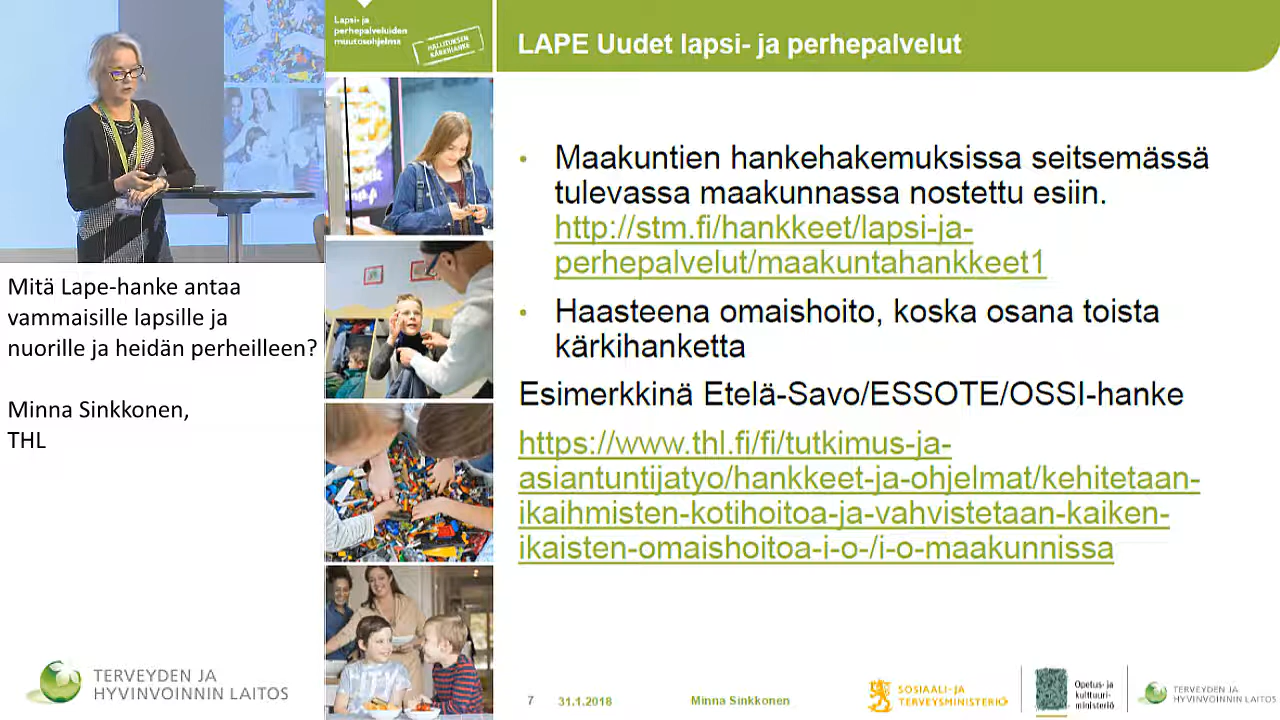 Lapsi- ja
perhepalveluiden
muutosohjelma
HALLITUKSEN
KÄRKIHANKE
LAPE Uudet lapsi- ja perhepalvelut
• Maakuntien hankehakemuksissa seitsemässä
tulevassa maakunnassa nostettu esiin.
http://stm.fi/hankkeet/lapsi-ja-
perhepalvelut/maakuntahankkeet1
• Haasteena omaishoito, koska osana toista
kärkihanketta
Esimerkkinä Etelä-Savo/ESSOTE/OSSI-hanke
https://www.thl.fi/fi/tutkimus-ja-
asiantuntijatyo/hankkeet-ja-ohjelmat/kehitetaan-
ikaihmisten-kotihoitoa-ja-vahvistetaan-kaiken-
ikaisten-omaishoitoa-i-o-/i-o-maakunnissa
Mitä Lape-hanke antaa
vammaisille lapsille ja
nuorille ja heidän perheilleen?
Minna Sinkkonen,
THL
TERVEYDEN JA
HYVINVOINNIN LAITOS
7 31.1.2018 Minna Sinkkonen
SOSIAALI- JA
TERVEYSMINISTERIÖ
Opetus- ja
kulttuuri-
ministeriö
TERVEYDEN JA
HYVINVOINNIN LAITOS